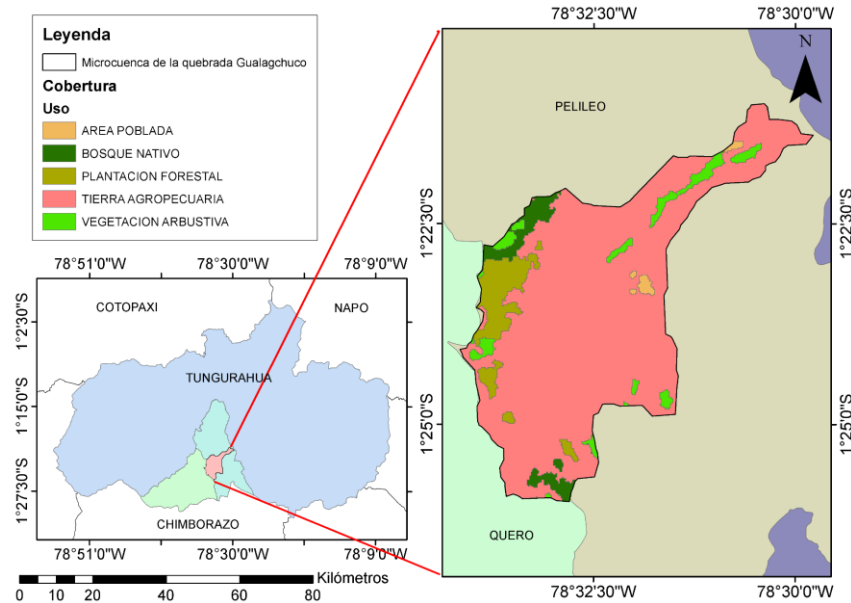 Leyenda
Microcuenca de la quebrada Gualagchuco
Cobertura
Uso
AREA POBLADA
BOSQUE NATIVO
PLANTACION FORESTAL
TIERRA AGROPECUARIA
VEGETACION ARBUSTIVA
78°32'30"W 78°30'0"W
N
PELILEO
1°22'30"S 1°22'30"S
1°25'0"S 1°25'0"S
QUERO
78°32'30"W 78°30'0"W
78°51'0"W 78°30'0"W 78°9'0"W
COTOPAXI NAPO
1°2'30"S 1°2'30"S
TUNGURAHUA
1°15'0"S 1°15'0"S
1°27'30"S 1°27'30"S
CHIMBORAZO
78°51'0"W 78°30'0"W 78°9'0"W
Kilómetros
0 5 10 20 40 60 80